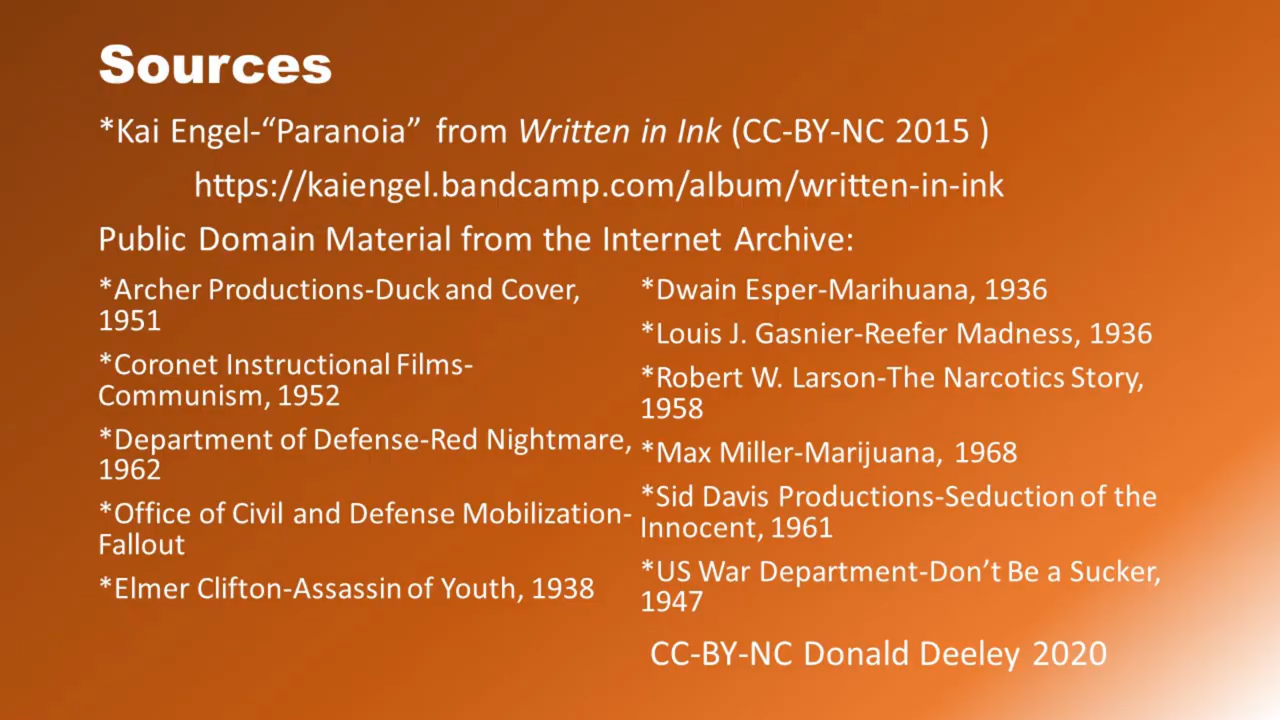 Sources
*Kai Engel-“Paranoia” from Written in Ink (CC-BY-NC 2015 )
https://kaiengel.bandcamp.com/album/written-in-ink
Public Domain Material from the Internet Archive:
*Archer Productions-Duck and Cover,
1951
*Coronet Instructional Films-
Communism, 1952
*Department of Defense-Red Nightmare,
1962
*Office of Civil and Defense Mobilization-
Fallout
*Elmer Clifton-Assassin of Youth, 1938
*Dwain Esper-Marihuana, 1936
*Louis J. Gasnier-Reefer Madness, 1936
*Robert W. Larson-The Narcotics Story,
1958
*Max Miller-Marijuana, 1968
*Sid Davis Productions-Seduction of the
Innocent, 1961
*US War Department-Don’t Be a Sucker,
1947
CC-BY-NC Donald Deeley 2020